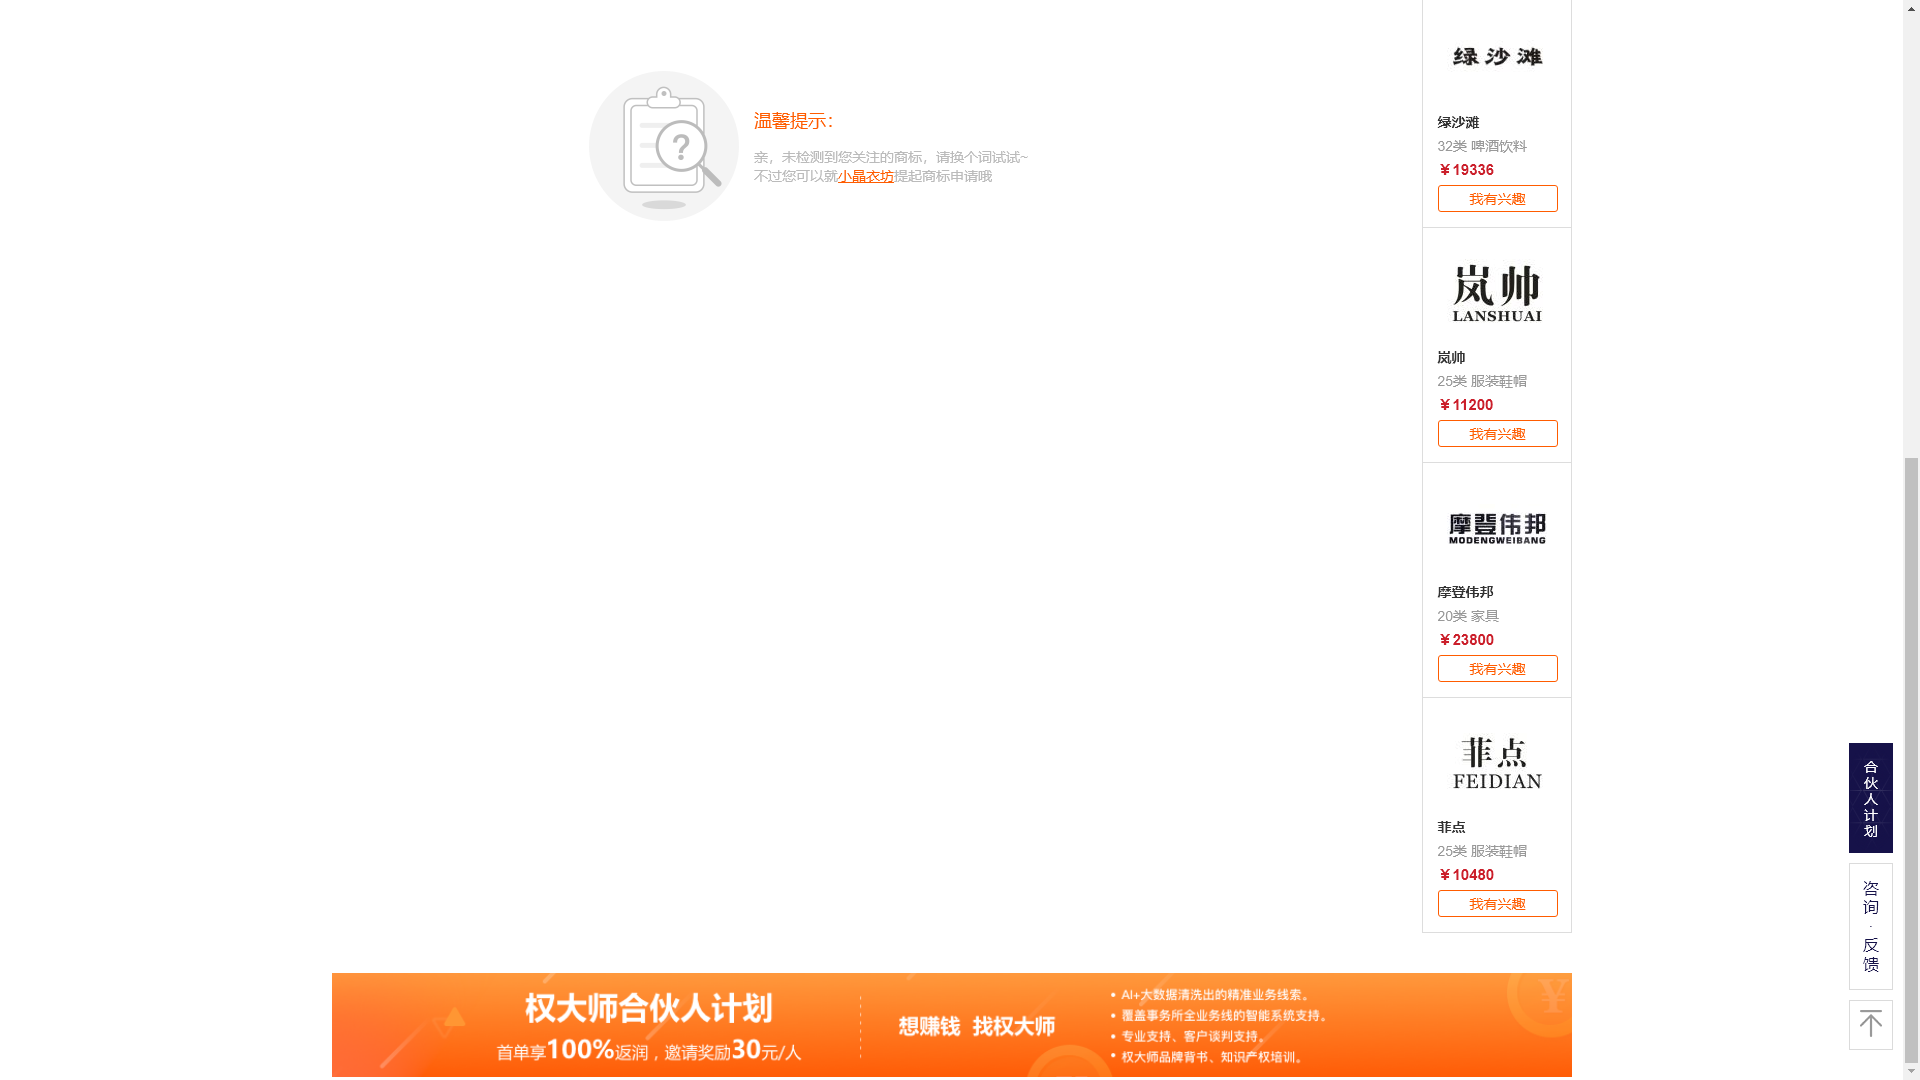 温馨提示：
亲，未检测到您关注的商标，请换个词试试~
不过您可以就小晶衣坊提起商标申请哦
绿沙滩
绿沙滩
32类 啤酒饮料
￥19336
我有兴趣
岚帅
LANSHUAI
岚帅
25类 服装鞋帽
￥11200
我有兴趣
摩登伟邦
MODENGWEIBANG
摩登伟邦
20类 家具
￥23800
我有兴趣
菲点
FEIDIAN
菲点
25类 服装鞋帽
￥10480
我有兴趣
合伙人计划
咨询·反馈
权大师合伙人计划
首单享100%返润，邀请奖励30元/人
想赚钱 找权大师
• AI+大数据清洗出的精准业务线索。
• 覆盖事务所全业务线的智能系统支持。
• 专业支持、客户谈判支持。
• 权大师品牌背书、知识产权培训。